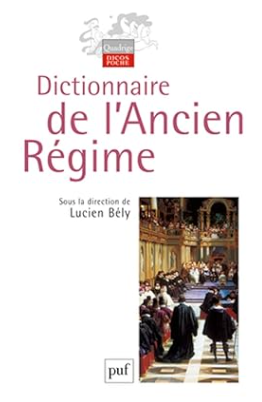 Quadrige
DICOS
POCHE
Dictionnaire
de l'Ancien
Régime
Sous la direction de
Lucien Bély
puf